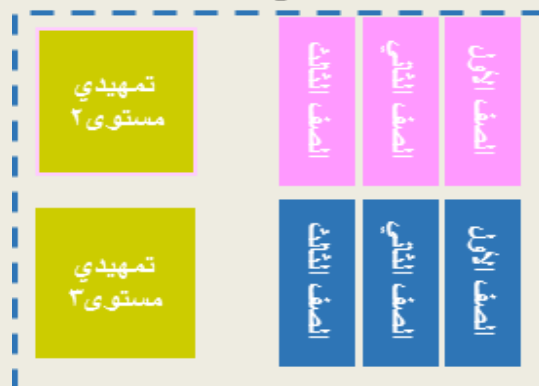 الصف الأول
الصف الثاني
الصف الثالث
تمهيدي
مستوى٢
الصف الأول
الصف الثاني
الصف الثالث
تمهيدي
مستوى٣